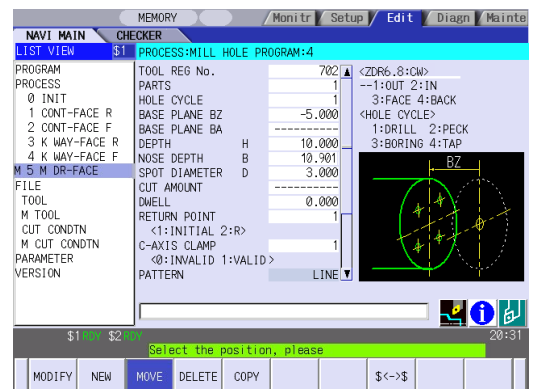 MEMORY Monitr Setup Edit Diagn Mainte
NAVI MAIN CHECKER
LIST VIEW $1 PROCESS:MILL HOLE PROGRAM:4
PROGRAM
PROCESS
0 INIT
1 CONT-FACE R
2 CONT-FACE F
3 K WAY-FACE R
4 K WAY-FACE F
M 5 M DR-FACE
FILE
TOOL
M TOOL
CUT CONDTN
M CUT CONDTN
PARAMETER
VERSION
TOOL REG No. 702
PARTS 1
HOLE CYCLE 1
BASE PLANE BZ -5.000
BASE PLANE BA ----------
DEPTH H 10.000
NOSE DEPTH B 10.901
SPOT DIAMETER D 3.000
CUT AMOUNT ----------
DWELL 0.000
RETURN POINT 1
<1:INITIAL 2:R>
C-AXIS CLAMP 1
<0:INVALID 1:VALID>
PATTERN LINE
<ZDR6.8:CW>
--1:OUT 2:IN
3:FACE 4:BACK
<HOLE CYCLE>
1:DRILL 2:PECK
3:BORING 4:TAP
BZ
$1 RDY $2 RDY 20:31
Select the position, please
MODIFY NEW MOVE DELETE COPY $<->$